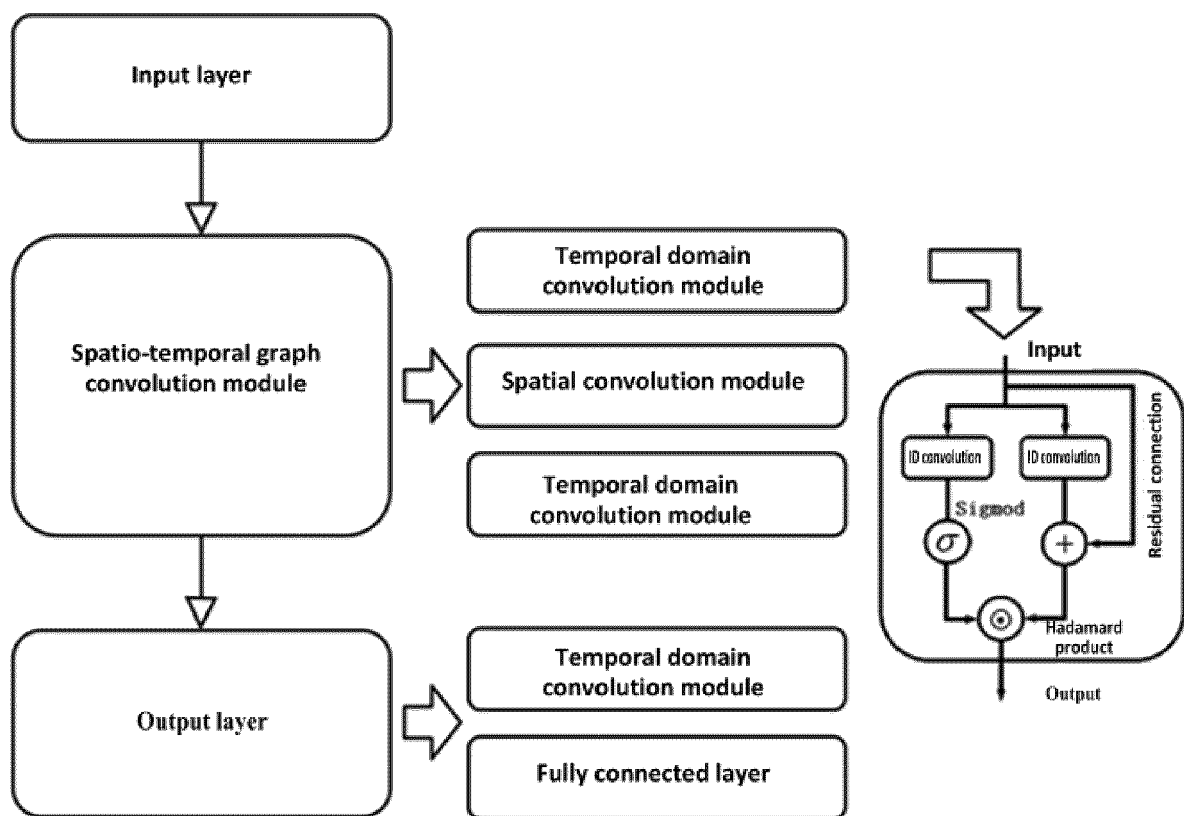 Input layer
Spatio-temporal graph
convolution module
Output layer
Temporal domain
convolution module
Spatial convolution module
Temporal domain
convolution module
Temporal domain
convolution module
Fully connected layer
Input
ID convolution
ID convolution
Residual connection
Sigmod
σ
+
Hadamard
product
Output